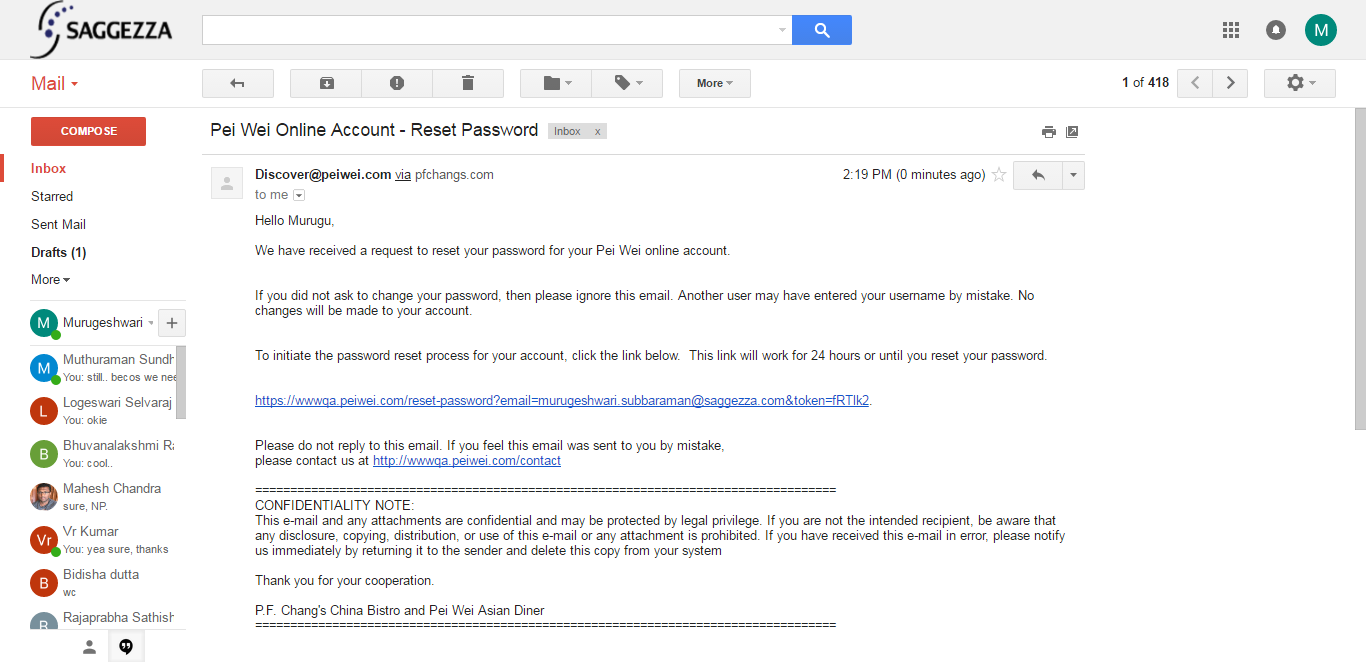 SAGGEZZA
M
Mail
More
1 of 418
COMPOSE
Inbox
Starred
Sent Mail
Drafts (1)
More
M
Murugeshwari
+
M
Muthuraman Sundh
You: still.. becos we nee
L
Logeswari Selvaraj
You: okie
B
Bhuvanalakshmi Ra
You: cool..
Mahesh Chandra
sure, NP.
Vr
Vr Kumar
You: yea sure, thanks
B
Bidisha dutta
wc
R
Rajaprabha Sathish
Pei Wei Online Account - Reset Password
Inbox x
Discover@peiwei.com via pfchangs.com
2:19 PM (0 minutes ago)
to me
Hello Murugu,
We have received a request to reset your password for your Pei Wei online account.
If you did not ask to change your password, then please ignore this email. Another user may have entered your username by mistake. No
changes will be made to your account.
To initiate the password reset process for your account, click the link below.  This link will work for 24 hours or until you reset your password.
https://wwwqa.peiwei.com/reset-password?email=murugeshwari.subbaraman@saggezza.com&token=fRTlk2.
Please do not reply to this email. If you feel this email was sent to you by mistake,
please contact us at http://wwwqa.peiwei.com/contact
===================================================================================
CONFIDENTIALITY NOTE:
This e-mail and any attachments are confidential and may be protected by legal privilege. If you are not the intended recipient, be aware that
any disclosure, copying, distribution, or use of this e-mail or any attachment is prohibited. If you have received this e-mail in error, please notify
us immediately by returning it to the sender and delete this copy from your system
Thank you for your cooperation.
P.F. Chang's China Bistro and Pei Wei Asian Diner
===================================================================================